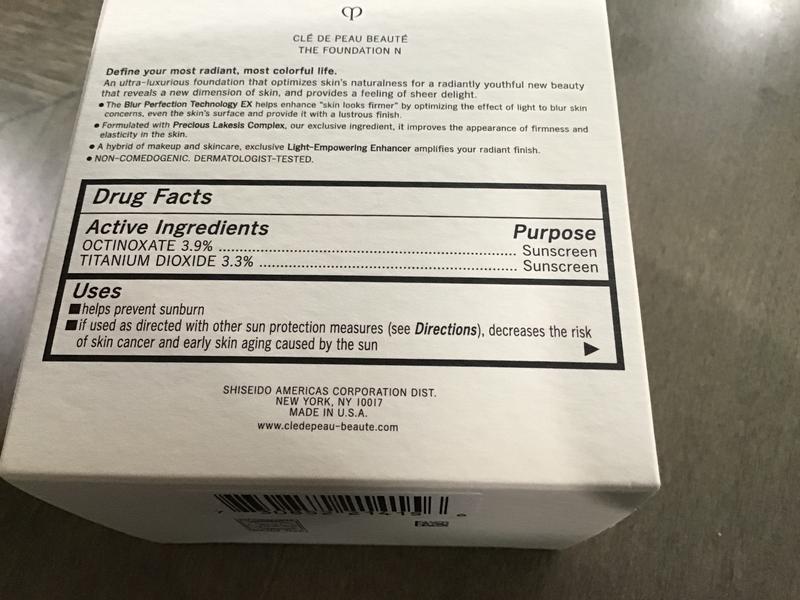 CLÉ DE PEAU BEAUTÉ
THE FOUNDATION N
Define your most radiant, most colorful life.
An ultra-luxurious foundation that optimizes skin's naturalness for a radiantly youthful new beauty
that reveals a new dimension of skin, and provides a feeling of sheer delight.
● The Blur Perfection Technology EX helps enhance "skin looks firmer" by optimizing the effect of light to blur skin
concerns, even the skin's surface and provide it with a lustrous finish.
● Formulated with Precious Lakesis Complex, our exclusive ingredient, it improves the appearance of firmness and
elasticity in the skin.
● A hybrid of makeup and skincare, exclusive Light-Empowering Enhancer amplifies your radiant finish.
● NON-COMEDOGENIC. DERMATOLOGIST-TESTED.
Drug Facts
Active Ingredients Purpose
OCTINOXATE 3.9% ........................................................ Sunscreen
TITANIUM DIOXIDE 3.3% ................................................ Sunscreen
Uses
■ helps prevent sunburn
■ if used as directed with other sun protection measures (see Directions), decreases the risk
of skin cancer and early skin aging caused by the sun
SHISEIDO AMERICAS CORPORATION DIST.
NEW YORK, NY 10017
MADE IN U.S.A.
www.cledepeau-beaute.com